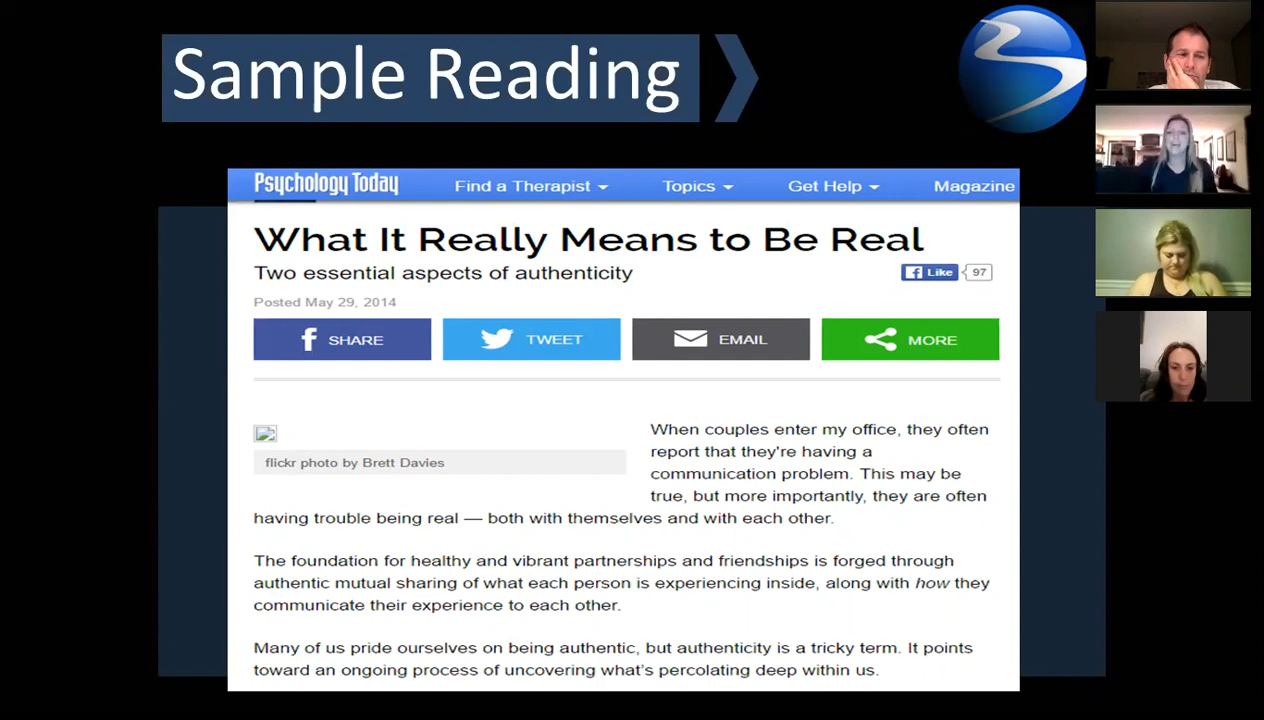 Sample Reading
Psychology Today
Find a Therapist
Topics
Get Help
Magazine
What It Really Means to Be Real
Two essential aspects of authenticity
Like
97
Posted May 29, 2014
SHARE
TWEET
EMAIL
MORE
flickr photo by Brett Davies
When couples enter my office, they often
report that they're having a
communication problem. This may be
true, but more importantly, they are often
having trouble being real — both with themselves and with each other.
The foundation for healthy and vibrant partnerships and friendships is forged through
authentic mutual sharing of what each person is experiencing inside, along with how they
communicate their experience to each other.
Many of us pride ourselves on being authentic, but authenticity is a tricky term. It points
toward an ongoing process of uncovering what's percolating deep within us.